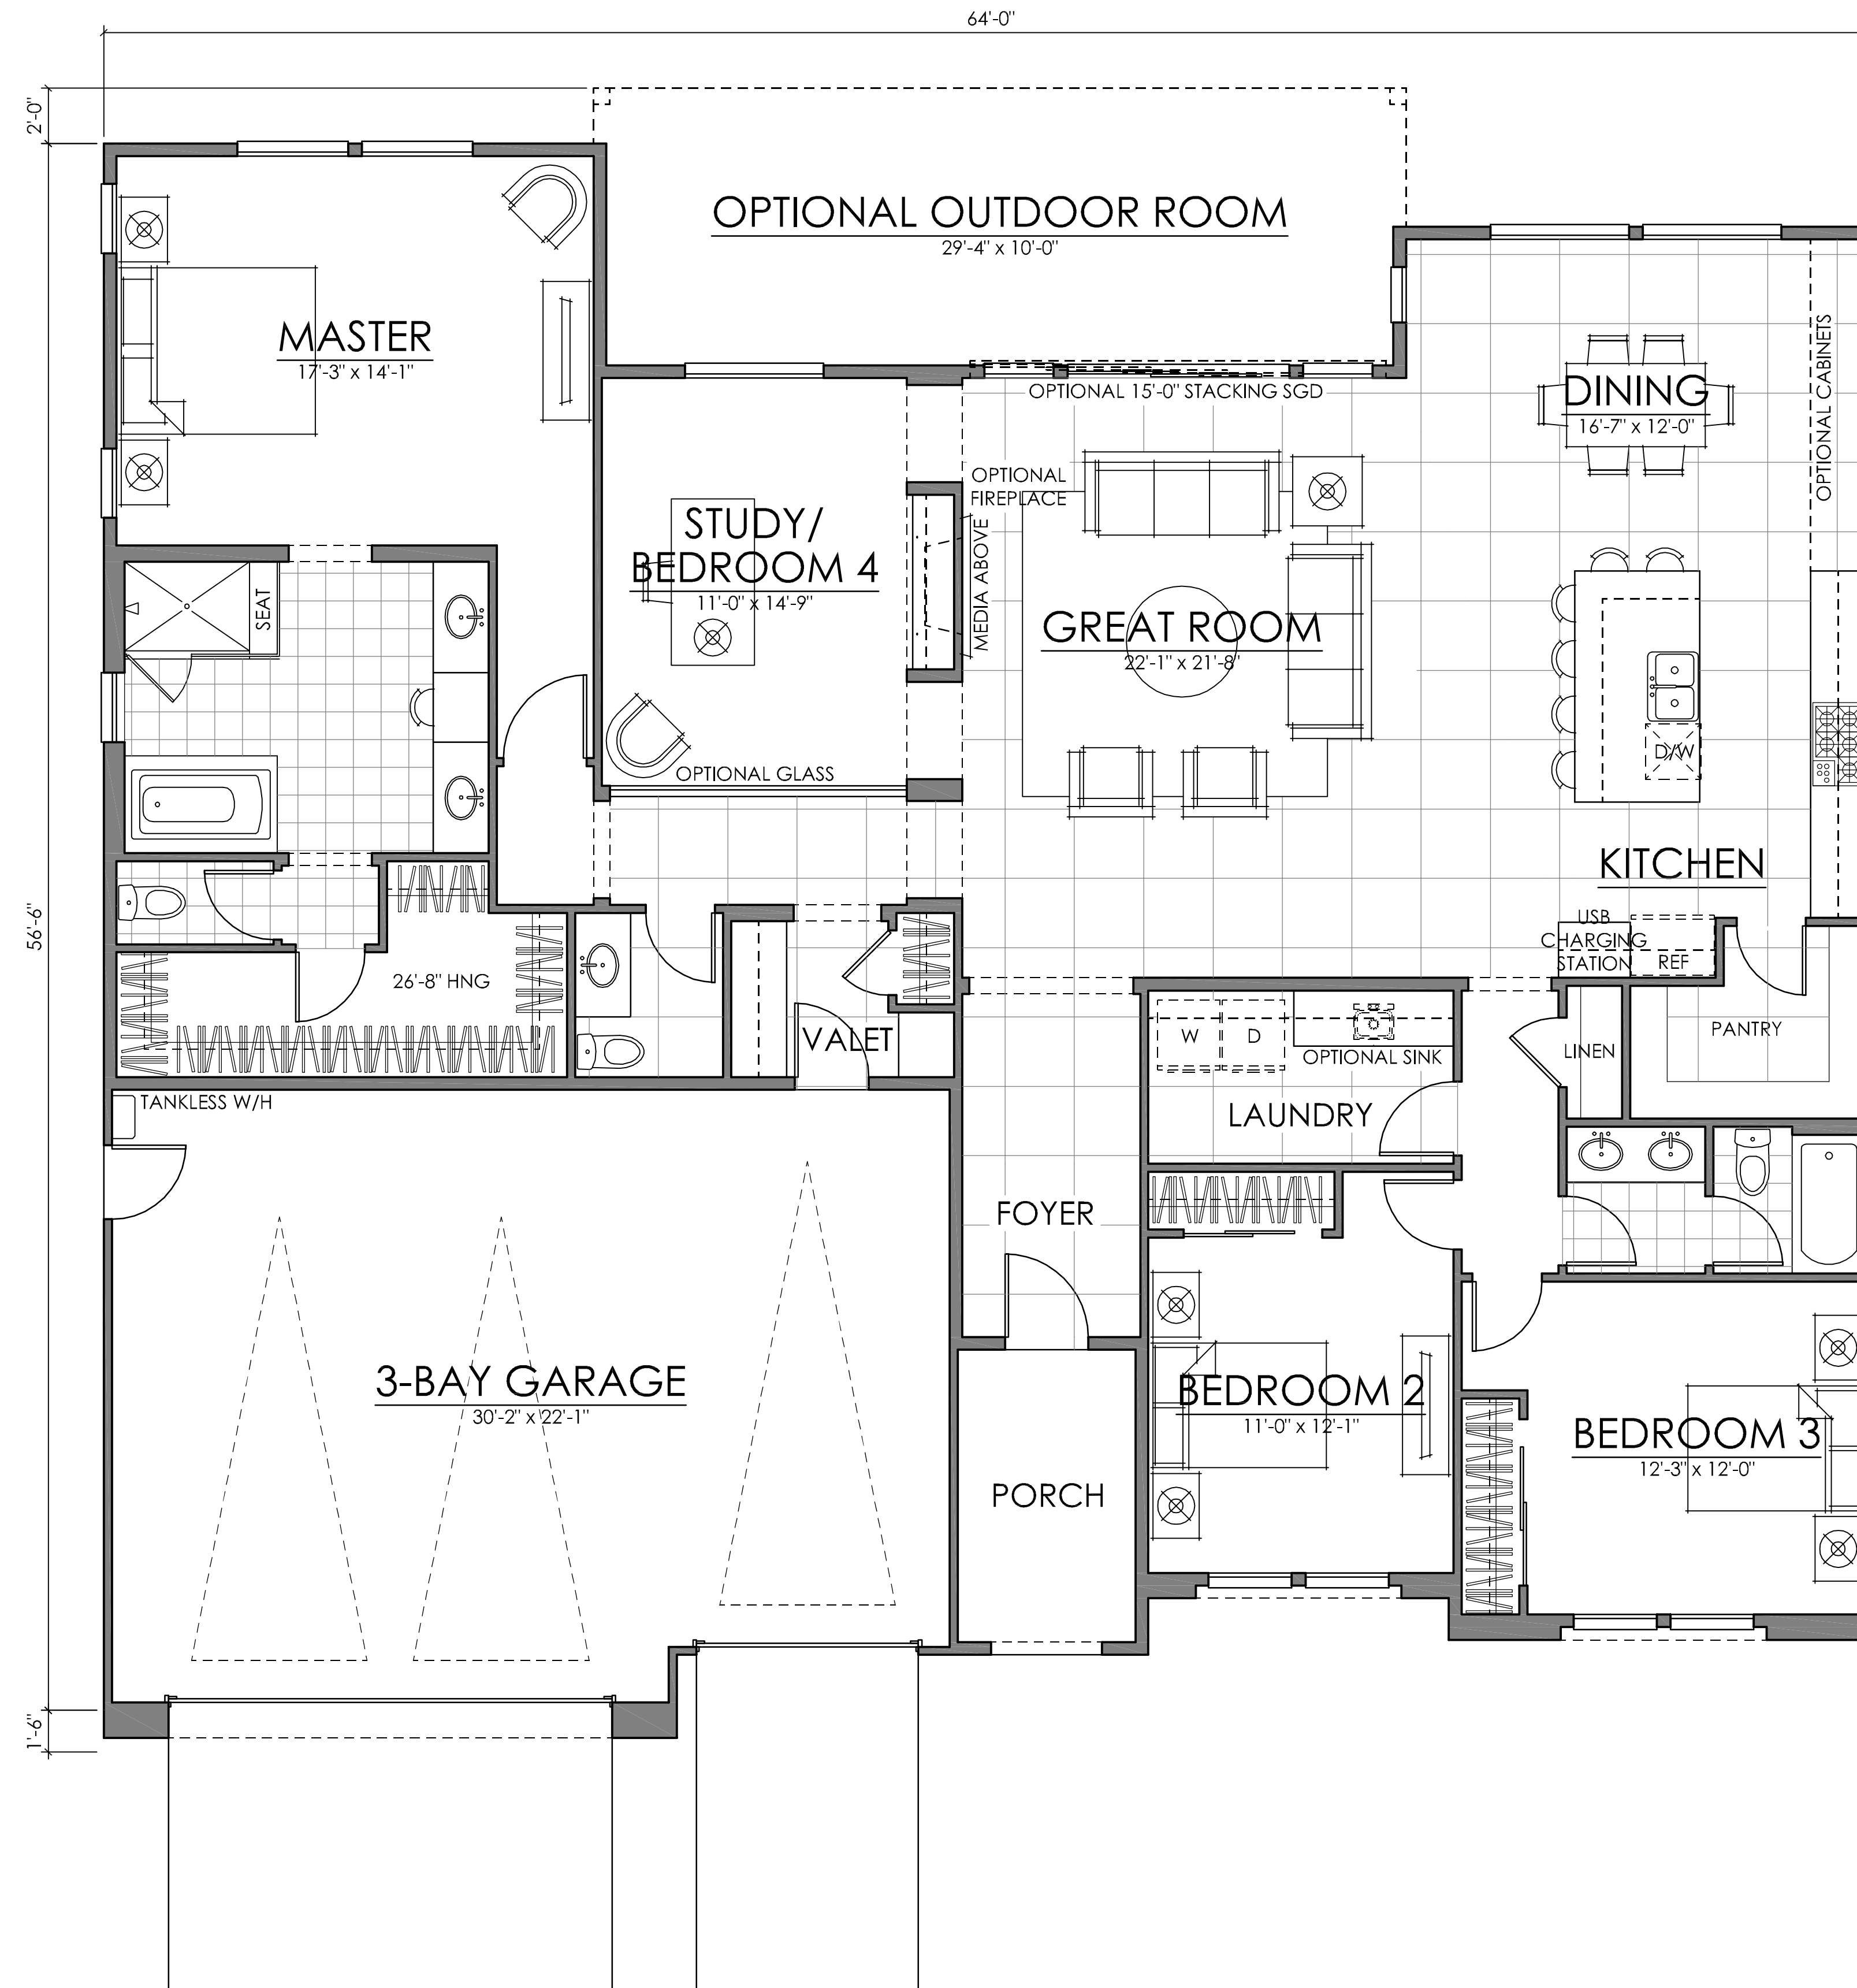 64'-0"
2'-0"
OPTIONAL OUTDOOR ROOM
29'-4" x 10'-0"
MASTER
17'-3" x 14'-1"
OPTIONAL 15'-0" STACKING SGD
DINING
16'-7" x 12'-0"
OPTIONAL CABINETS
OPTIONAL
FIREPLACE
MEDIA ABOVE
STUDY/
BEDROOM 4
11'-0" x 14'-9"
SEAT
GREAT ROOM
22'-1" x 21'-8"
D/W
OPTIONAL GLASS
KITCHEN
56'-6"
USB
CHARGING
STATION
REF
26'-8" HNG
VALET
W
D
OPTIONAL SINK
LINEN
PANTRY
TANKLESS W/H
LAUNDRY
FOYER
3-BAY GARAGE
30'-2" x 22'-1"
BEDROOM 2
11'-0" x 12'-1"
BEDROOM 3
12'-3" x 12'-0"
PORCH
1'-6"